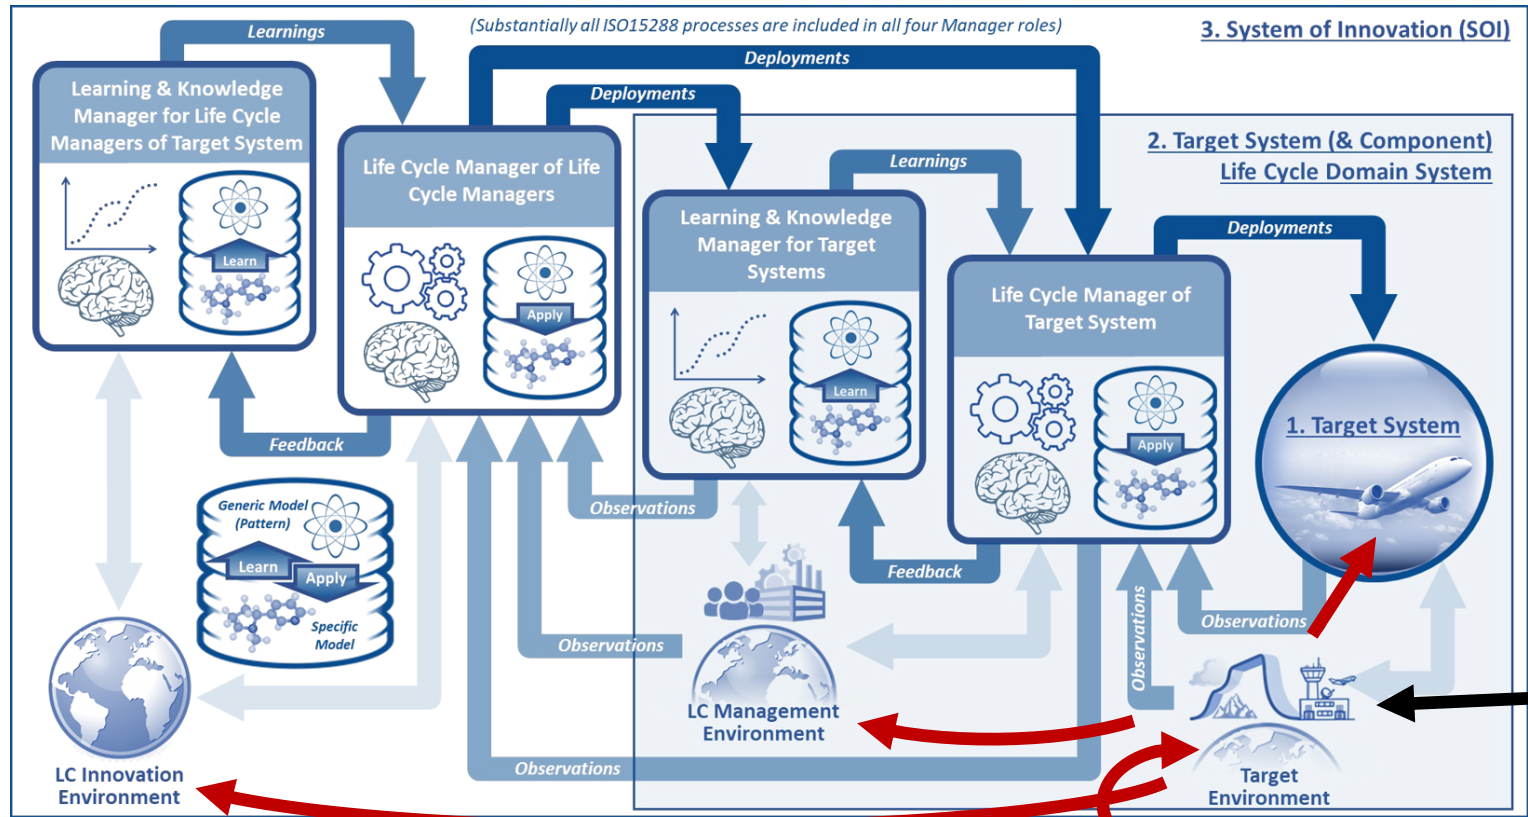 (Substantially all ISO15288 processes are included in all four Manager roles)
3. System of Innovation (SOI)
Learnings
Deployments
Deployments
Learning & Knowledge
Manager for Life Cycle
Managers of Target System
Learn
Life Cycle Manager of Life
Cycle Managers
Apply
2. Target System (& Component)
Life Cycle Domain System
Learnings
Learning & Knowledge
Manager for Target
Systems
Learn
Deployments
Life Cycle Manager of
Target System
Apply
1. Target System
Feedback
Observations
Generic Model
(Pattern)
Learn
Apply
Specific
Model
Feedback
Observations
Observations
Observations
Observations
LC Management
Environment
LC Innovation
Environment
Target
Environment